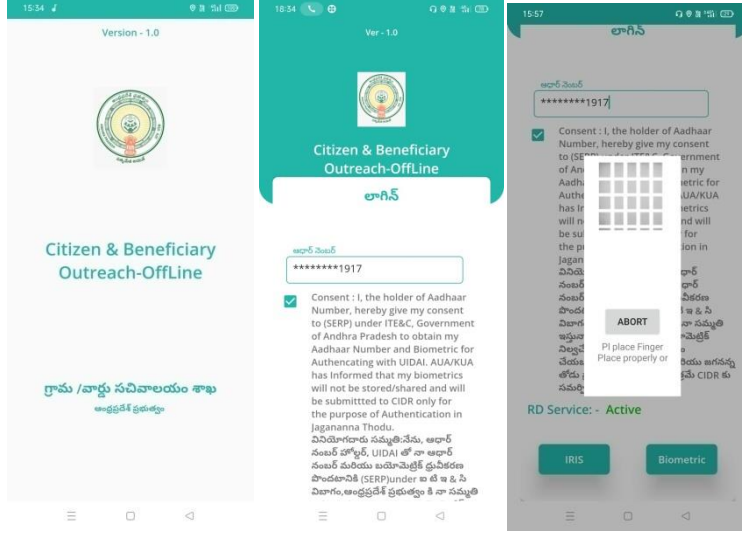 15:34
Version - 1.0
Citizen & Beneficiary
Outreach-OffLine
గ్రామ /వార్డు సచివాలయం శాఖ
ఆంధ్రప్రదేశ్ ప్రభుత్వం
18:34
Ver - 1.0
Citizen & Beneficiary
Outreach-OffLine
లాగిన్
ఆధార్ నెంబర్
********1917
Consent : I, the holder of Aadhaar
Number, hereby give my consent
to (SERP) under ITE&C, Government
of Andhra Pradesh to obtain my
Aadhaar Number and Biometric for
Authencating with UIDAI. AUA/KUA
has Informed that my biometrics
will not be stored/shared and will
be submittted to CIDR only for
the purpose of Authentication in
Jagananna Thodu.
వినియోగదారు సమ్మతి:నేను, ఆధార్
నంబర్ హోల్డర్, UIDAI తో నా ఆధార్
నంబర్ మరియు బయోమెట్రిక్ ధ్రువీకరణ
పొందటానికి (SERP)under ఐ టి ఇ & సి
విభాగం,ఆంధ్రప్రదేశ్ ప్రభుత్వం కి నా సమ్మతి
15:57
లాగిన్
ఆధార్ నెంబర్
********1917
Consent : I, the holder of Aadhaar
Number, hereby give my consent
ABORT
Pl place Finger
Place properly or
RD Service: - Active
IRIS
Biometric